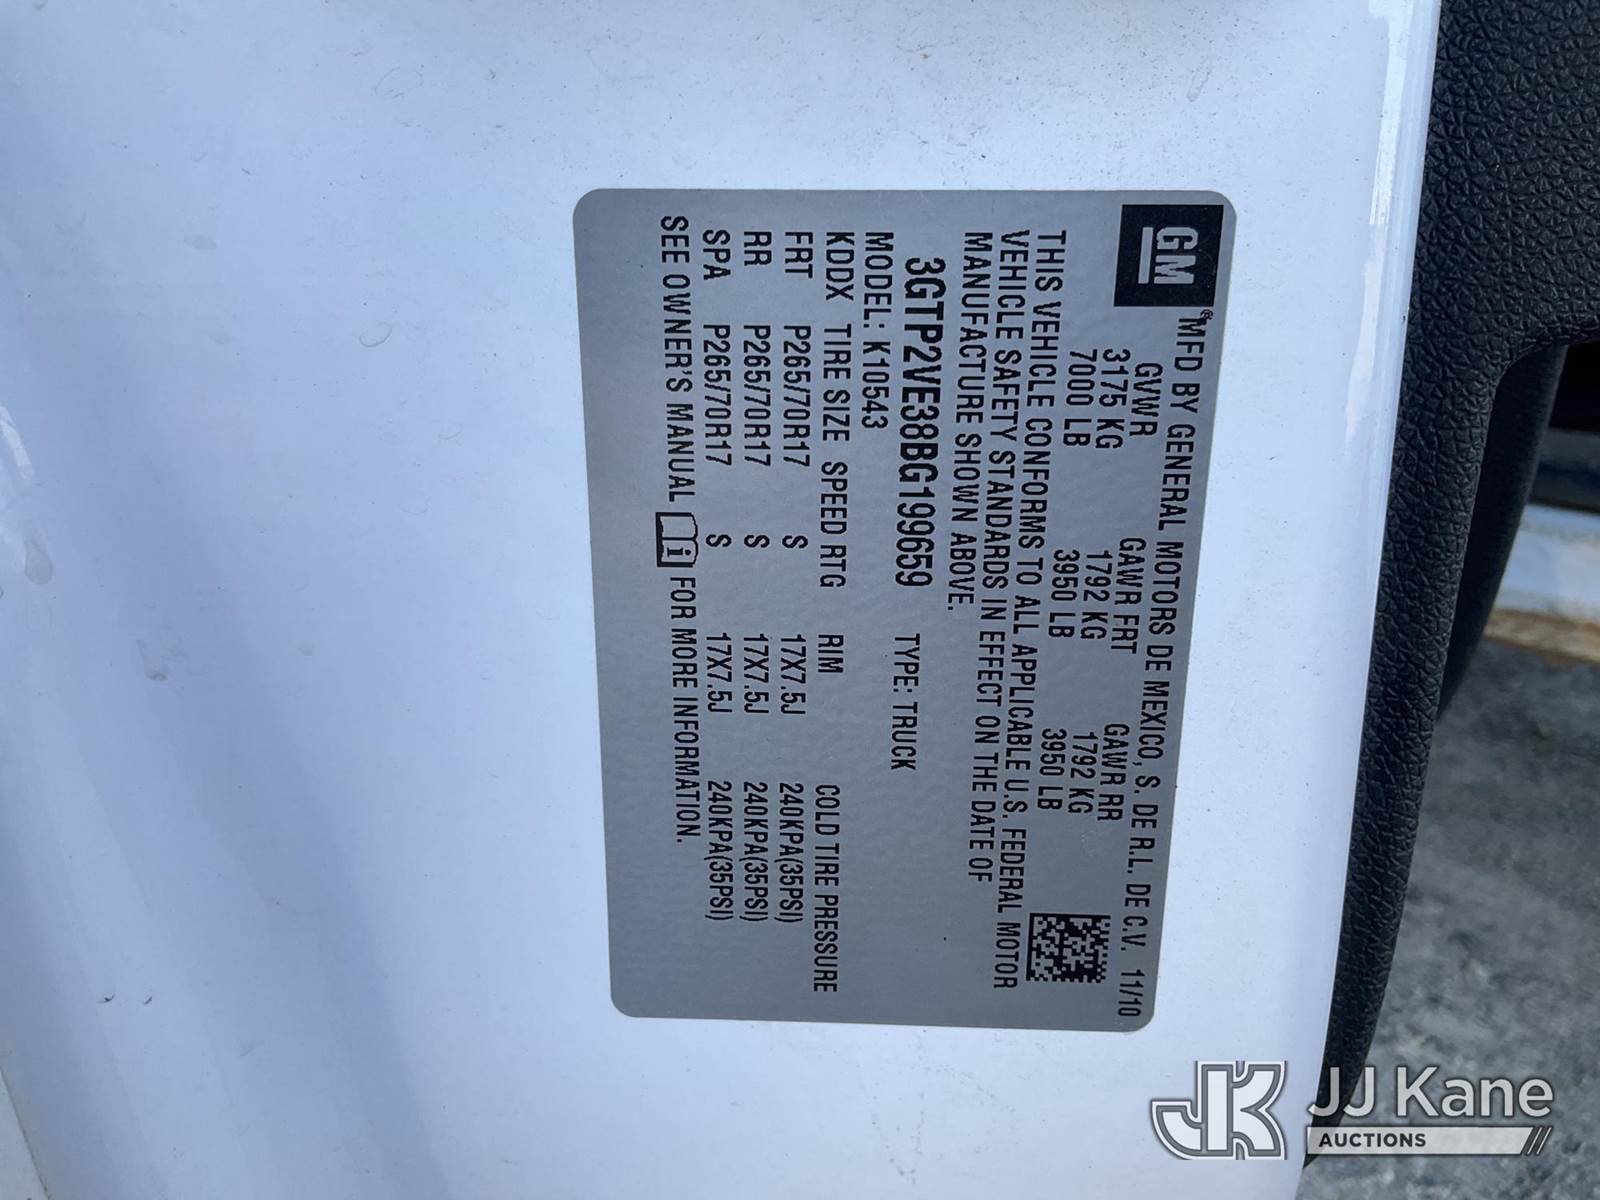 GM
® MFD BY GENERAL MOTORS DE MEXICO, S. DE R.L. DE C.V. 11/10
GVWR GAWR FRT GAWR RR
3175 KG 1792 KG 1792 KG
7000 LB 3950 LB 3950 LB
THIS VEHICLE CONFORMS TO ALL APPLICABLE U.S. FEDERAL MOTOR
VEHICLE SAFETY STANDARDS IN EFFECT ON THE DATE OF
MANUFACTURE SHOWN ABOVE.
3GTP2VE38BG199659 TYPE: TRUCK
MODEL: K10543
KDDX TIRE SIZE SPEED RTG RIM COLD TIRE PRESSURE
FRT P265/70R17 S 17X7.5J 240KPA(35PSI)
RR P265/70R17 S 17X7.5J 240KPA(35PSI)
SPA P265/70R17 S 17X7.5J 240KPA(35PSI)
SEE OWNER'S MANUAL i FOR MORE INFORMATION.
JK JJ Kane
AUCTIONS